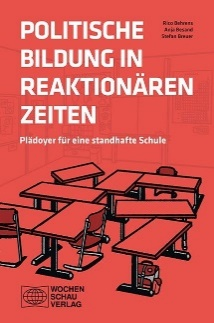 Rico Behrens
Anja Besand
Stefan Breuer
POLITISCHE
BILDUNG IN
REAKTIONÄREN
ZEITEN
Plädoyer für eine standhafte Schule
WOCHEN
SCHAU
VERLAG